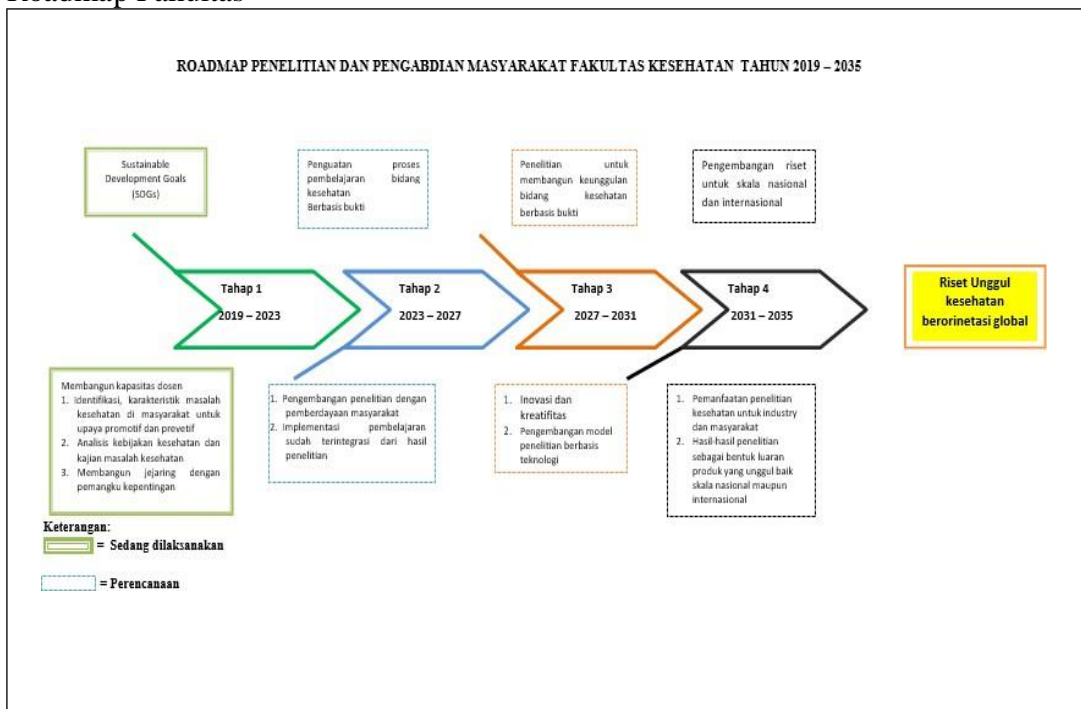 Roadmap Fakultas
ROADMAP PENELITIAN DAN PENGABDIAN MASYARAKAT FAKULTAS KESEHATAN TAHUN 2019 – 2035
Sustainable
Development Goals
(SDGs)
Penguatan proses
pembelajaran bidang
kesehatan
Berbasis bukti
Penelitian untuk
membangun keunggulan
bidang kesehatan
berbasis bukti
Pengembangan riset
untuk skala nasional
dan internasional
Tahap 1
2019 – 2023
Tahap 2
2023 – 2027
Tahap 3
2027 – 2031
Tahap 4
2031 – 2035
Riset Unggul
kesehatan
berorinetasi global
Membangun kapasitas dosen
1. Identifikasi, karakteristik masalah
kesehatan di masyarakat untuk
upaya promotif dan prevetif
2. Analisis kebijakan kesehatan dan
kajian masalah kesehatan
3. Membangun jejaring dengan
pemangku kepentingan
1. Pengembangan penelitian dengan
pemberdayaan masyarakat
2. Implementasi pembelajaran
sudah terintegrasi dari hasil
penelitian
1. Inovasi dan
kreatifitas
2. Pengembangan model
penelitian berbasis
teknologi
1. Pemanfaatan penelitian
kesehatan untuk industry
dan masyarakat
2. Hasil-hasil penelitian
sebagai bentuk luaran
produk yang unggul baik
skala nasional maupun
internasional
Keterangan:
= Sedang dilaksanakan
= Perencanaan